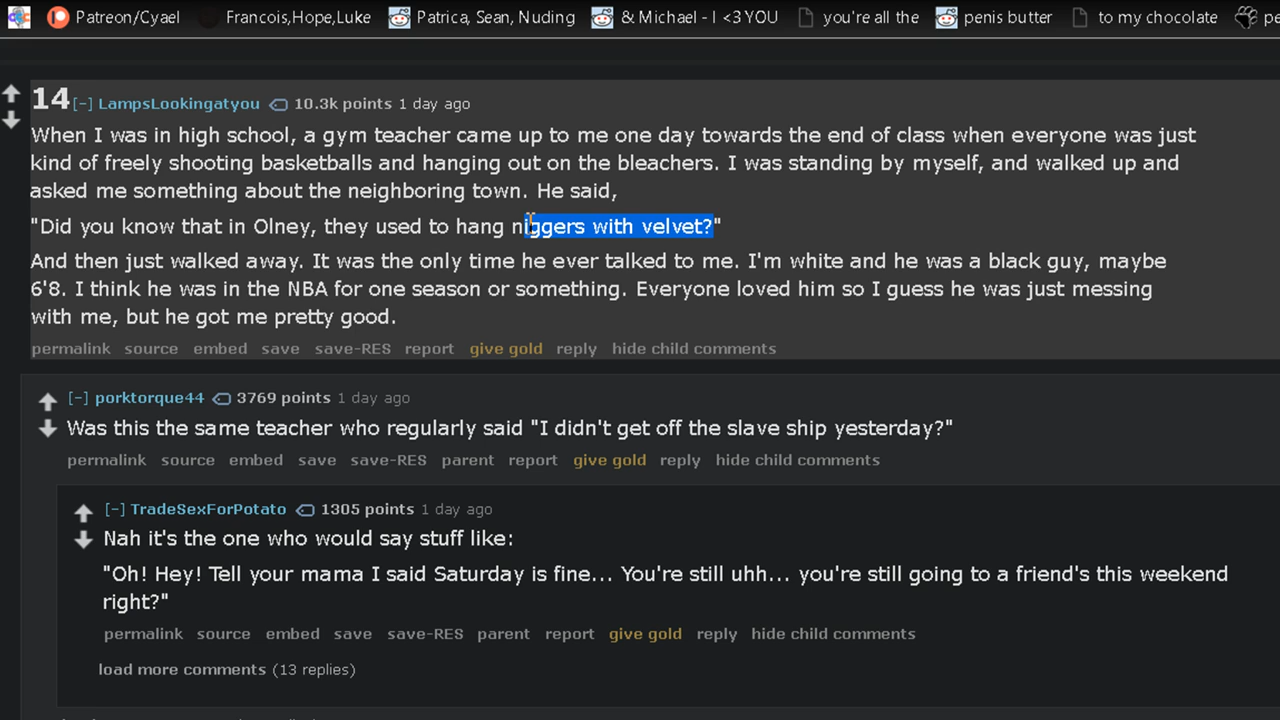 Patreon/Cyael Francois,Hope,Luke Patrica, Sean, Nuding & Michael - I <3 YOU you're all the penis butter to my chocolate pe
14 [-] LampsLookingatyou 10.3k points 1 day ago
When I was in high school, a gym teacher came up to me one day towards the end of class when everyone was just
kind of freely shooting basketballs and hanging out on the bleachers. I was standing by myself, and walked up and
asked me something about the neighboring town. He said,
"Did you know that in Olney, they used to hang niggers with velvet?"
And then just walked away. It was the only time he ever talked to me. I'm white and he was a black guy, maybe
6'8. I think he was in the NBA for one season or something. Everyone loved him so I guess he was just messing
with me, but he got me pretty good.
permalink source embed save save-RES report give gold reply hide child comments
[-] porktorque44 3769 points 1 day ago
Was this the same teacher who regularly said "I didn't get off the slave ship yesterday?"
permalink source embed save save-RES parent report give gold reply hide child comments
[-] TradeSexForPotato 1305 points 1 day ago
Nah it's the one who would say stuff like:
"Oh! Hey! Tell your mama I said Saturday is fine... You're still uhh... you're still going to a friend's this weekend
right?"
permalink source embed save save-RES parent report give gold reply hide child comments
load more comments (13 replies)